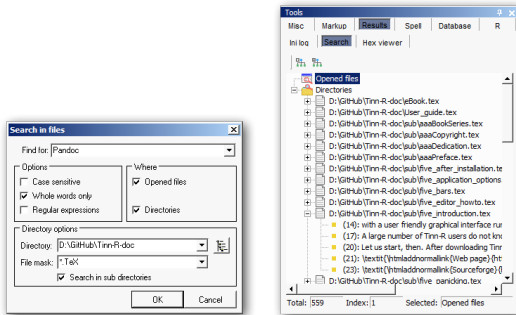 Search in files
Find for: Pandoc
Options
Case sensitive
Whole words only
Regular expressions
Where
Opened files
Directories
Directory options
Directory: D:\GitHub\Tinn-R-doc
File mask: *.TeX
Search in sub directories
OK Cancel
Tools
Misc Markup Results Spell Database R
Ini log Search Hex viewer
Opened files
Directories
D:\GitHub\Tinn-R-doc\eBook.tex
D:\GitHub\Tinn-R-doc\User_guide.tex
D:\GitHub\Tinn-R-doc\sub\aaaBookSeries.tex
D:\GitHub\Tinn-R-doc\sub\aaaCopyright.tex
D:\GitHub\Tinn-R-doc\sub\aaaDedication.tex
D:\GitHub\Tinn-R-doc\sub\aaaPreface.tex
D:\GitHub\Tinn-R-doc\sub\five_after_installation.te
D:\GitHub\Tinn-R-doc\sub\five_application_options
D:\GitHub\Tinn-R-doc\sub\five_bars.tex
D:\GitHub\Tinn-R-doc\sub\five_editor_howto.tex
D:\GitHub\Tinn-R-doc\sub\five_introduction.tex
(14): with a user friendly graphical interface rur
(17): A large number of Tinn-R users do not kno
(20): Let us start, then. After downloading Tinr
(21): \textit{\htmladdnormallink{Web page}{ht
(23): \textit{\htmladdnormallink{Sourceforge}{h
D:\GitHub\Tinn-R-doc\sub\five_panicking.tex
Total: 559 Index: 1 Selected: Opened files